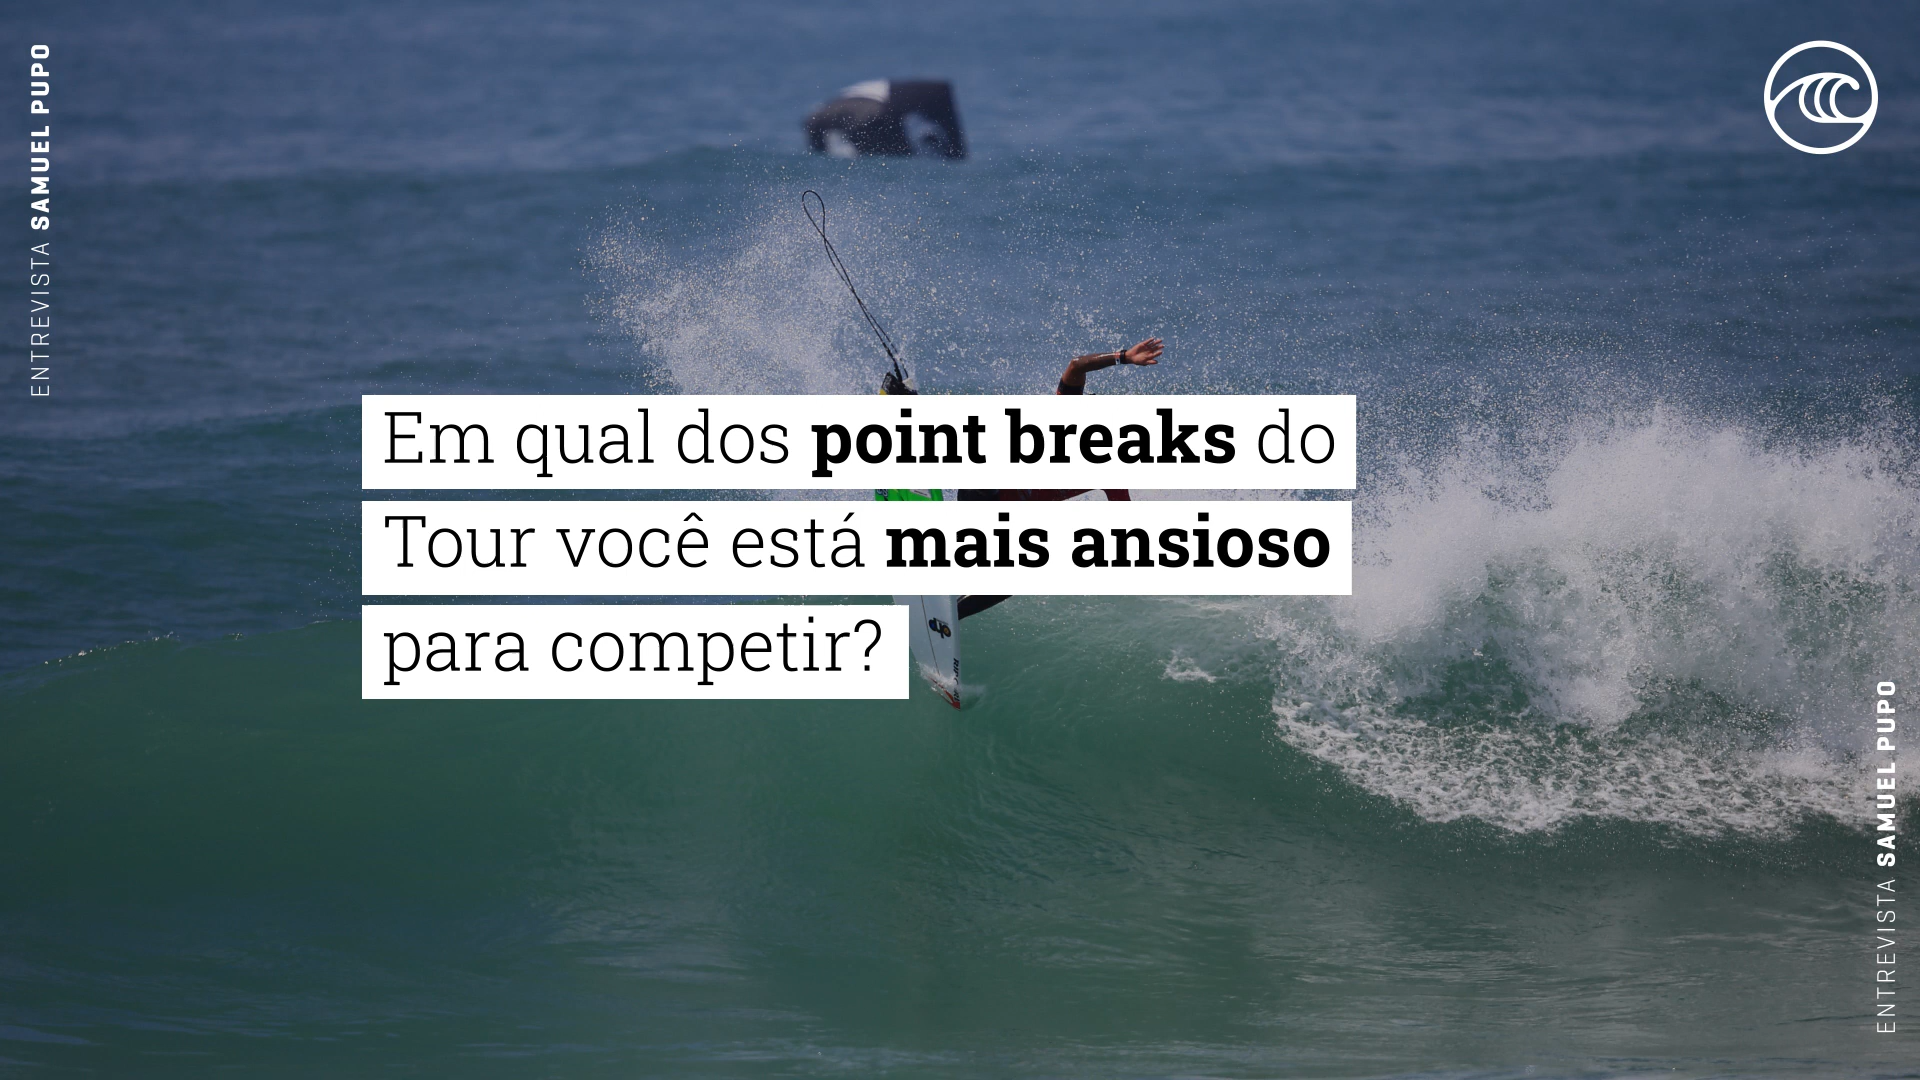 ENTREVISTA SAMUEL PUPO
Em qual dos point breaks do
Tour você está mais ansioso
para competir?
ENTREVISTA SAMUEL PUPO